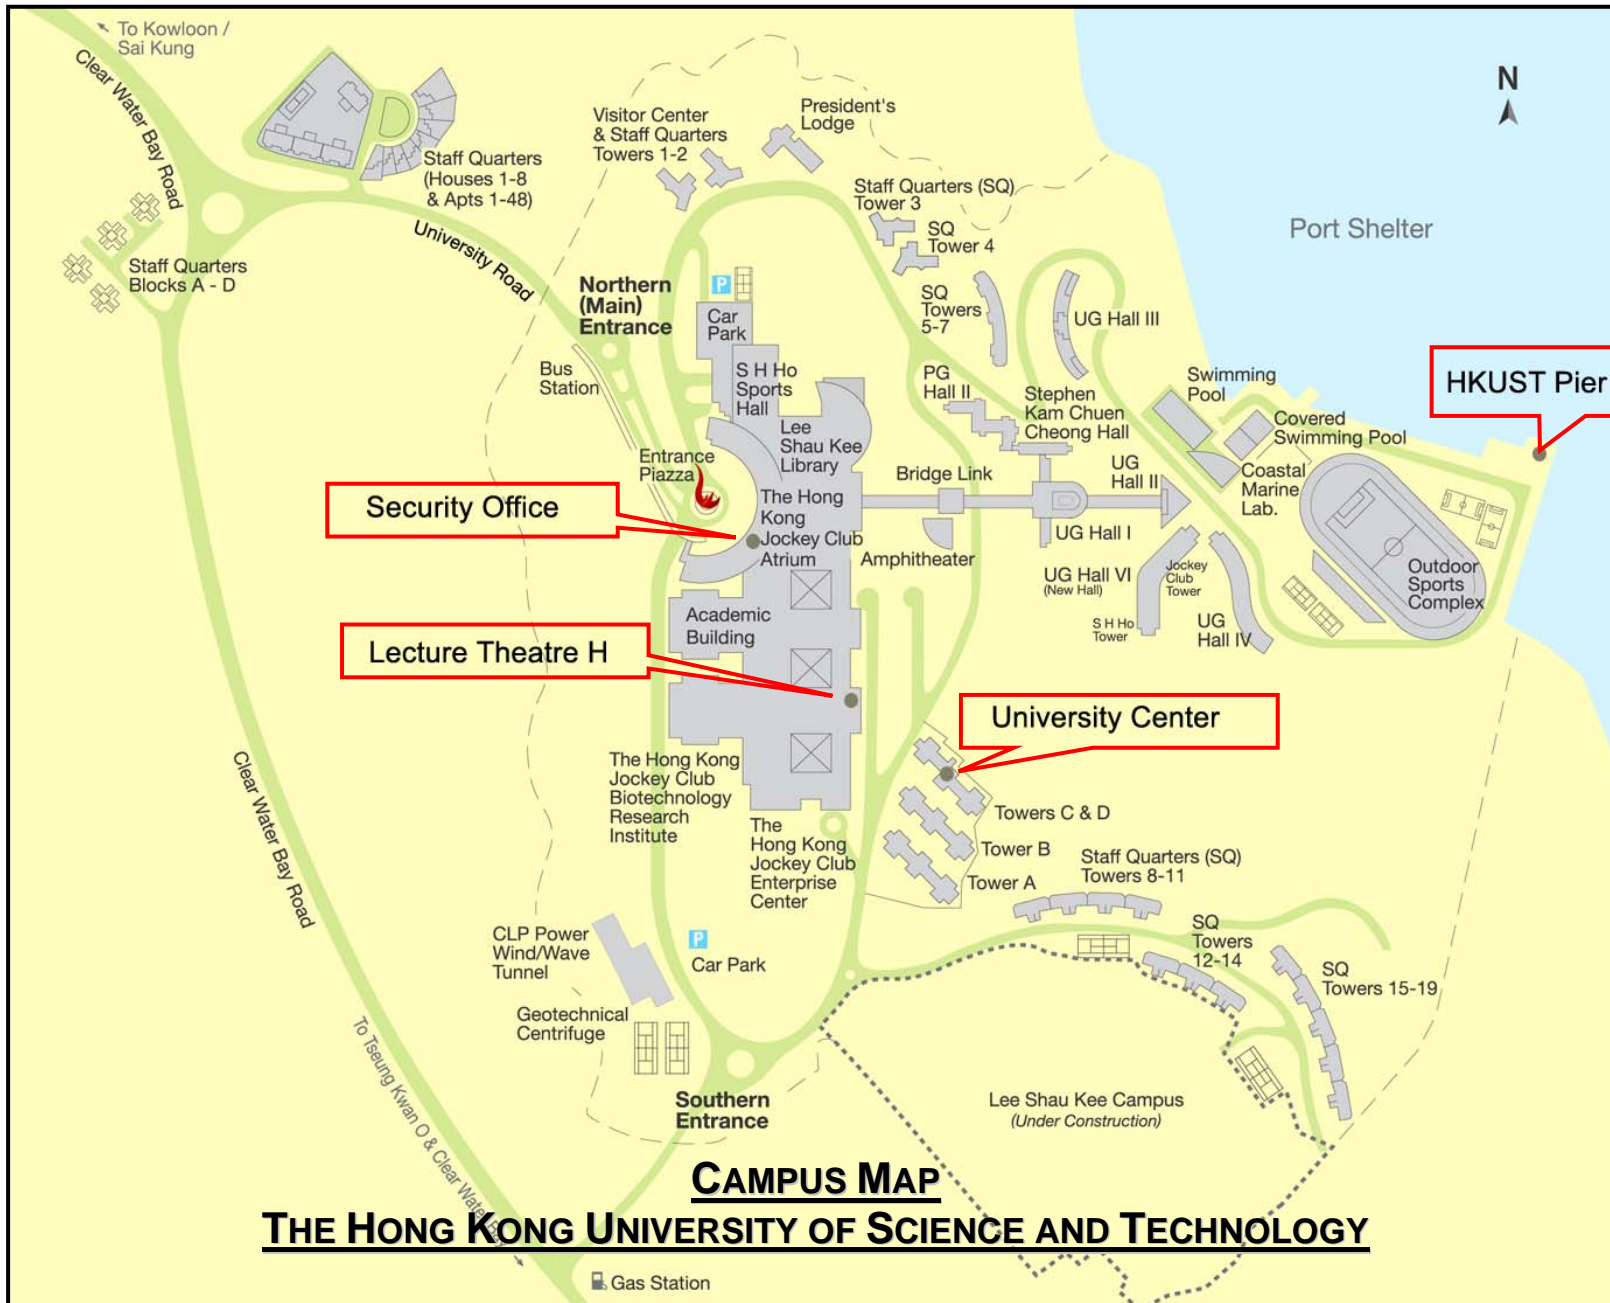 To Kowloon /
Sai Kung
Clear Water Bay Road
Staff Quarters
(Houses 1-8
& Apts 1-48)
Visitor Center
& Staff Quarters
Towers 1-2
President's
Lodge
N
Port Shelter
Staff Quarters (SQ)
Tower 3
SQ
Tower 4
Staff Quarters
Blocks A - D
University Road
Northern
(Main)
Entrance
P
Car
Park
SQ
Towers
5-7
UG Hall III
Bus
Station
S H Ho
Sports
Hall
PG
Hall II
Stephen
Kam Chuen
Cheong Hall
Swimming
Pool
HKUST Pier
Covered
Swimming Pool
Lee
Shau Kee
Library
Entrance
Piazza
Bridge Link
UG
Hall II
Coastal
Marine
Lab.
Security Office
The Hong
Kong
Jockey Club
Atrium
Amphitheater
UG Hall I
UG Hall VI
(New Hall)
Jockey
Club
Tower
S H Ho
Tower
UG
Hall IV
Outdoor
Sports
Complex
Academic
Building
Lecture Theatre H
University Center
The Hong Kong
Jockey Club
Biotechnology
Research
Institute
The
Hong Kong
Jockey Club
Enterprise
Center
Towers C & D
Tower B
Tower A
Staff Quarters (SQ)
Towers 8-11
Clear Water Bay Road
CLP Power
Wind/Wave
Tunnel
P
Car Park
SQ
Towers
12-14
SQ
Towers 15-19
Geotechnical
Centrifuge
To Tseung Kwan O & Clear Water Bay
Southern
Entrance
Lee Shau Kee Campus
(Under Construction)
CAMPUS MAP
THE HONG KONG UNIVERSITY OF SCIENCE AND TECHNOLOGY
Gas Station